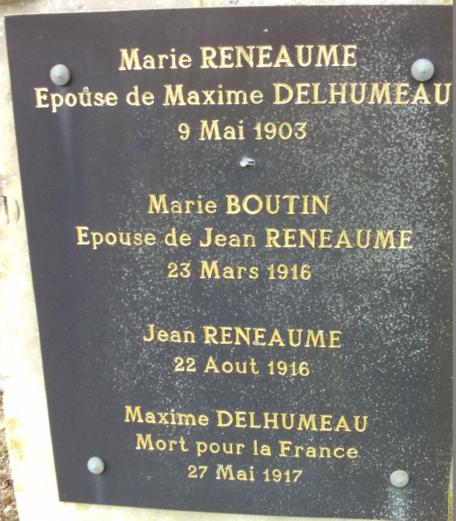 Marie RENEAUME
Epouse de Maxime DELHUMEAU
9 Mai 1903
Marie BOUTIN
Epouse de Jean RENEAUME
23 Mars 1916
Jean RENEAUME
22 Aout 1916
Maxime DELHUMEAU
Mort pour la France
27 Mai 1917